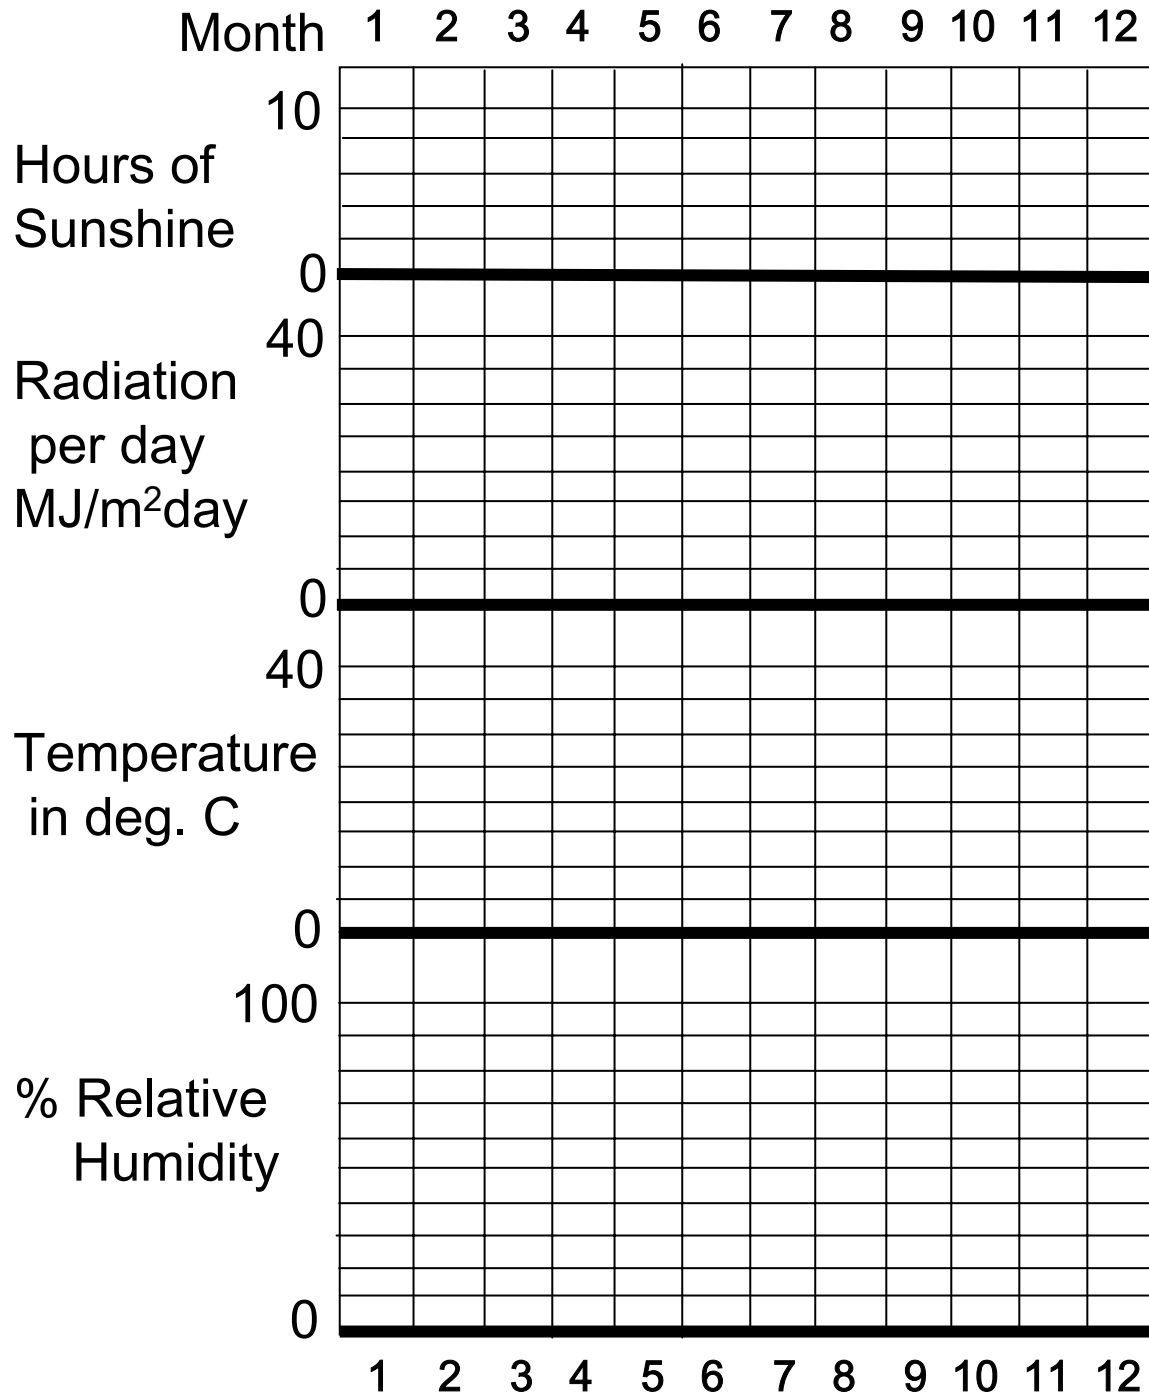 Month 1 2 3 4 5 6 7 8 9 10 11 12
10
Hours of
Sunshine
0
40
Radiation
per day
MJ/m²day
0
40
Temperature
in deg. C
0
100
% Relative
Humidity
0
1 2 3 4 5 6 7 8 9 10 11 12